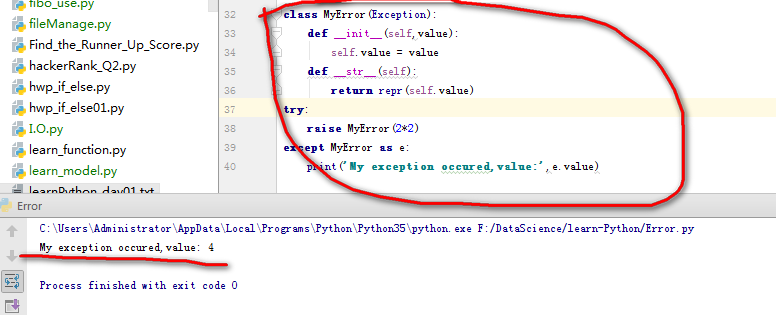 fibo_use.py
fileManage.py
Find_the_Runner_Up_Score.py
hackerRank_Q2.py
hwp_if_else.py
hwp_if_else01.py
I.O.py
learn_function.py
learn_model.py
learnPython_day01.txt
32 class MyError(Exception):
33 def __init__(self,value):
34 self.value = value
35 def __str__(self):
36 return repr(self.value)
37 try:
38 raise MyError(2*2)
39 except MyError as e:
40 print('My exception occured,value:',e.value)
Error
C:\Users\Administrator\AppData\Local\Programs\Python\Python35\python.exe F:/DataScience/learn-Python/Error.py
My exception occured,value: 4
Process finished with exit code 0